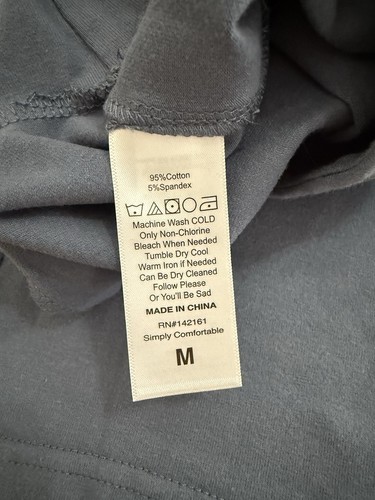 95%Cotton
5%Spandex
Machine Wash COLD
Only Non-Chlorine
Bleach When Needed
Tumble Dry Cool
Warm Iron if Needed
Can Be Dry Cleaned
Follow Please
Or You'll Be Sad
MADE IN CHINA
RN#142161
Simply Comfortable
M